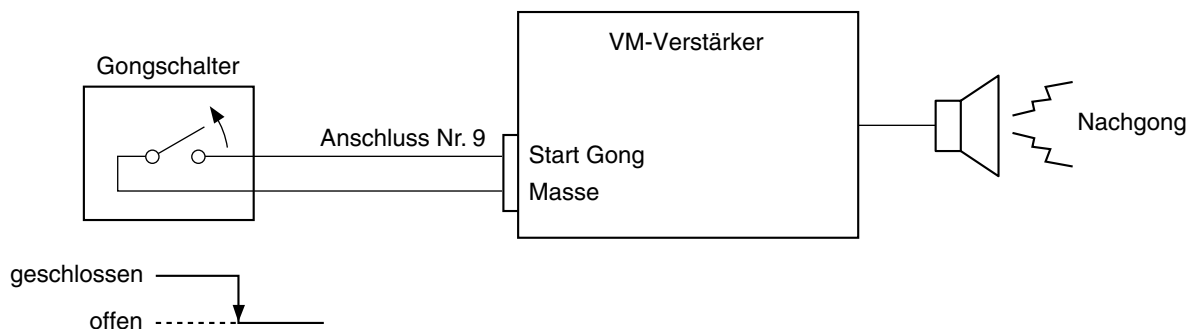 VM-Verstärker
Gongschalter
Anschluss Nr. 9
Start Gong
Masse
Nachgong
geschlossen
offen